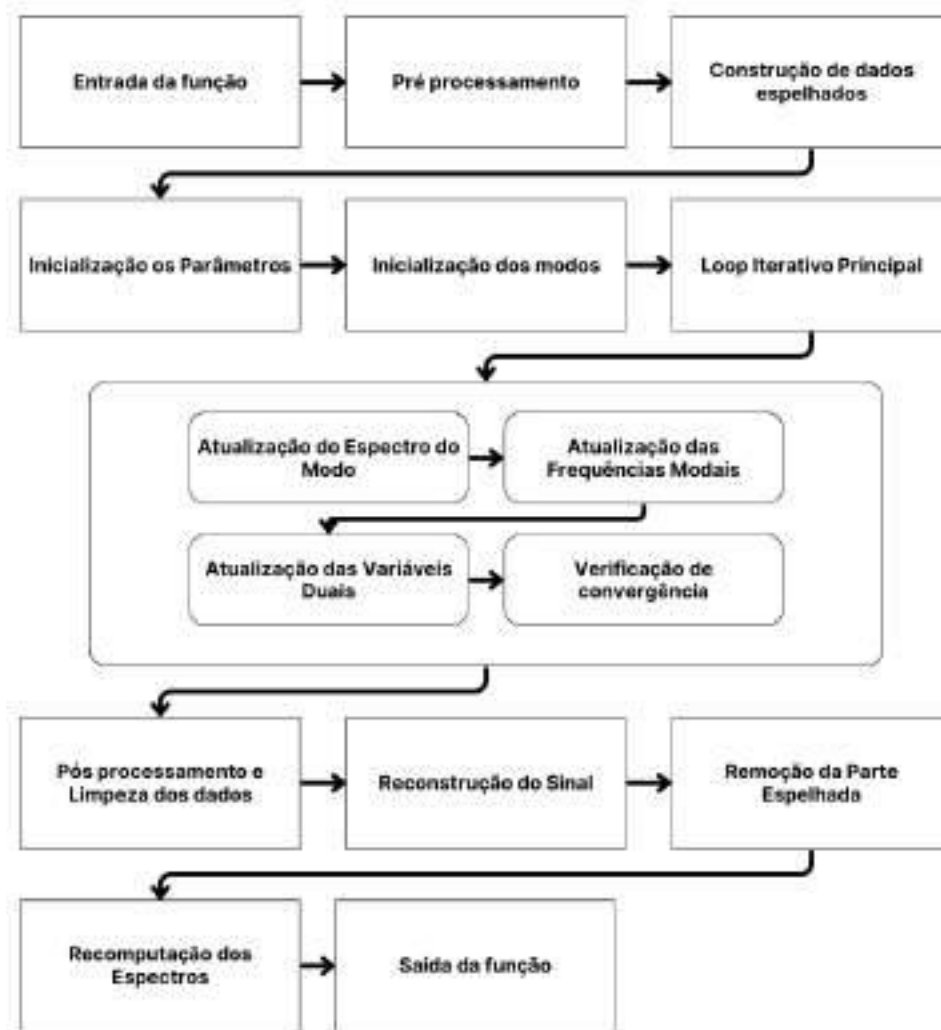 Entrada da função
Pré processamento
Construção de dados
espelhados
Inicialização os Parâmetros
Inicialização dos modos
Loop Iterativo Principal
Atualização do Espectro do
Modo
Atualização das
Frequências Modais
Atualização das Variáveis
Duais
Verificação de
convergência
Pós processamento e
Limpeza dos dados
Reconstrução do Sinal
Remoção da Parte
Espelhada
Recomputação dos
Espectros
Saída da função